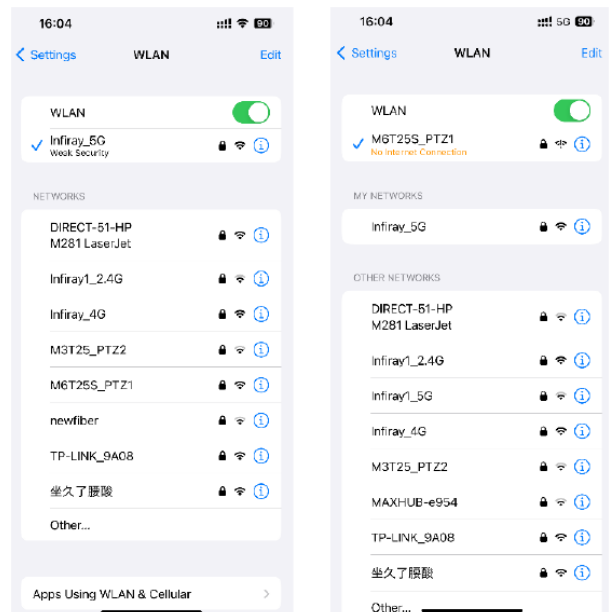 16:04
90
Settings
WLAN
Edit
WLAN
Infiray_5G
Weak Security
NETWORKS
DIRECT-51-HP
M281 LaserJet
Infiray1_2.4G
Infiray_4G
M3T25_PTZ2
M6T25S_PTZ1
newfiber
TP-LINK_9A08
坐久了腰酸
Other...
Apps Using WLAN & Cellular
16:04
5G 90
Settings
WLAN
Edit
WLAN
M6T25S_PTZ1
No Internet Connection
MY NETWORKS
Infiray_5G
OTHER NETWORKS
DIRECT-51-HP
M281 LaserJet
Infiray1_2.4G
Infiray1_5G
Infiray_4G
M3T25_PTZ2
MAXHUB-e954
TP-LINK_9A08
坐久了腰酸
Other...